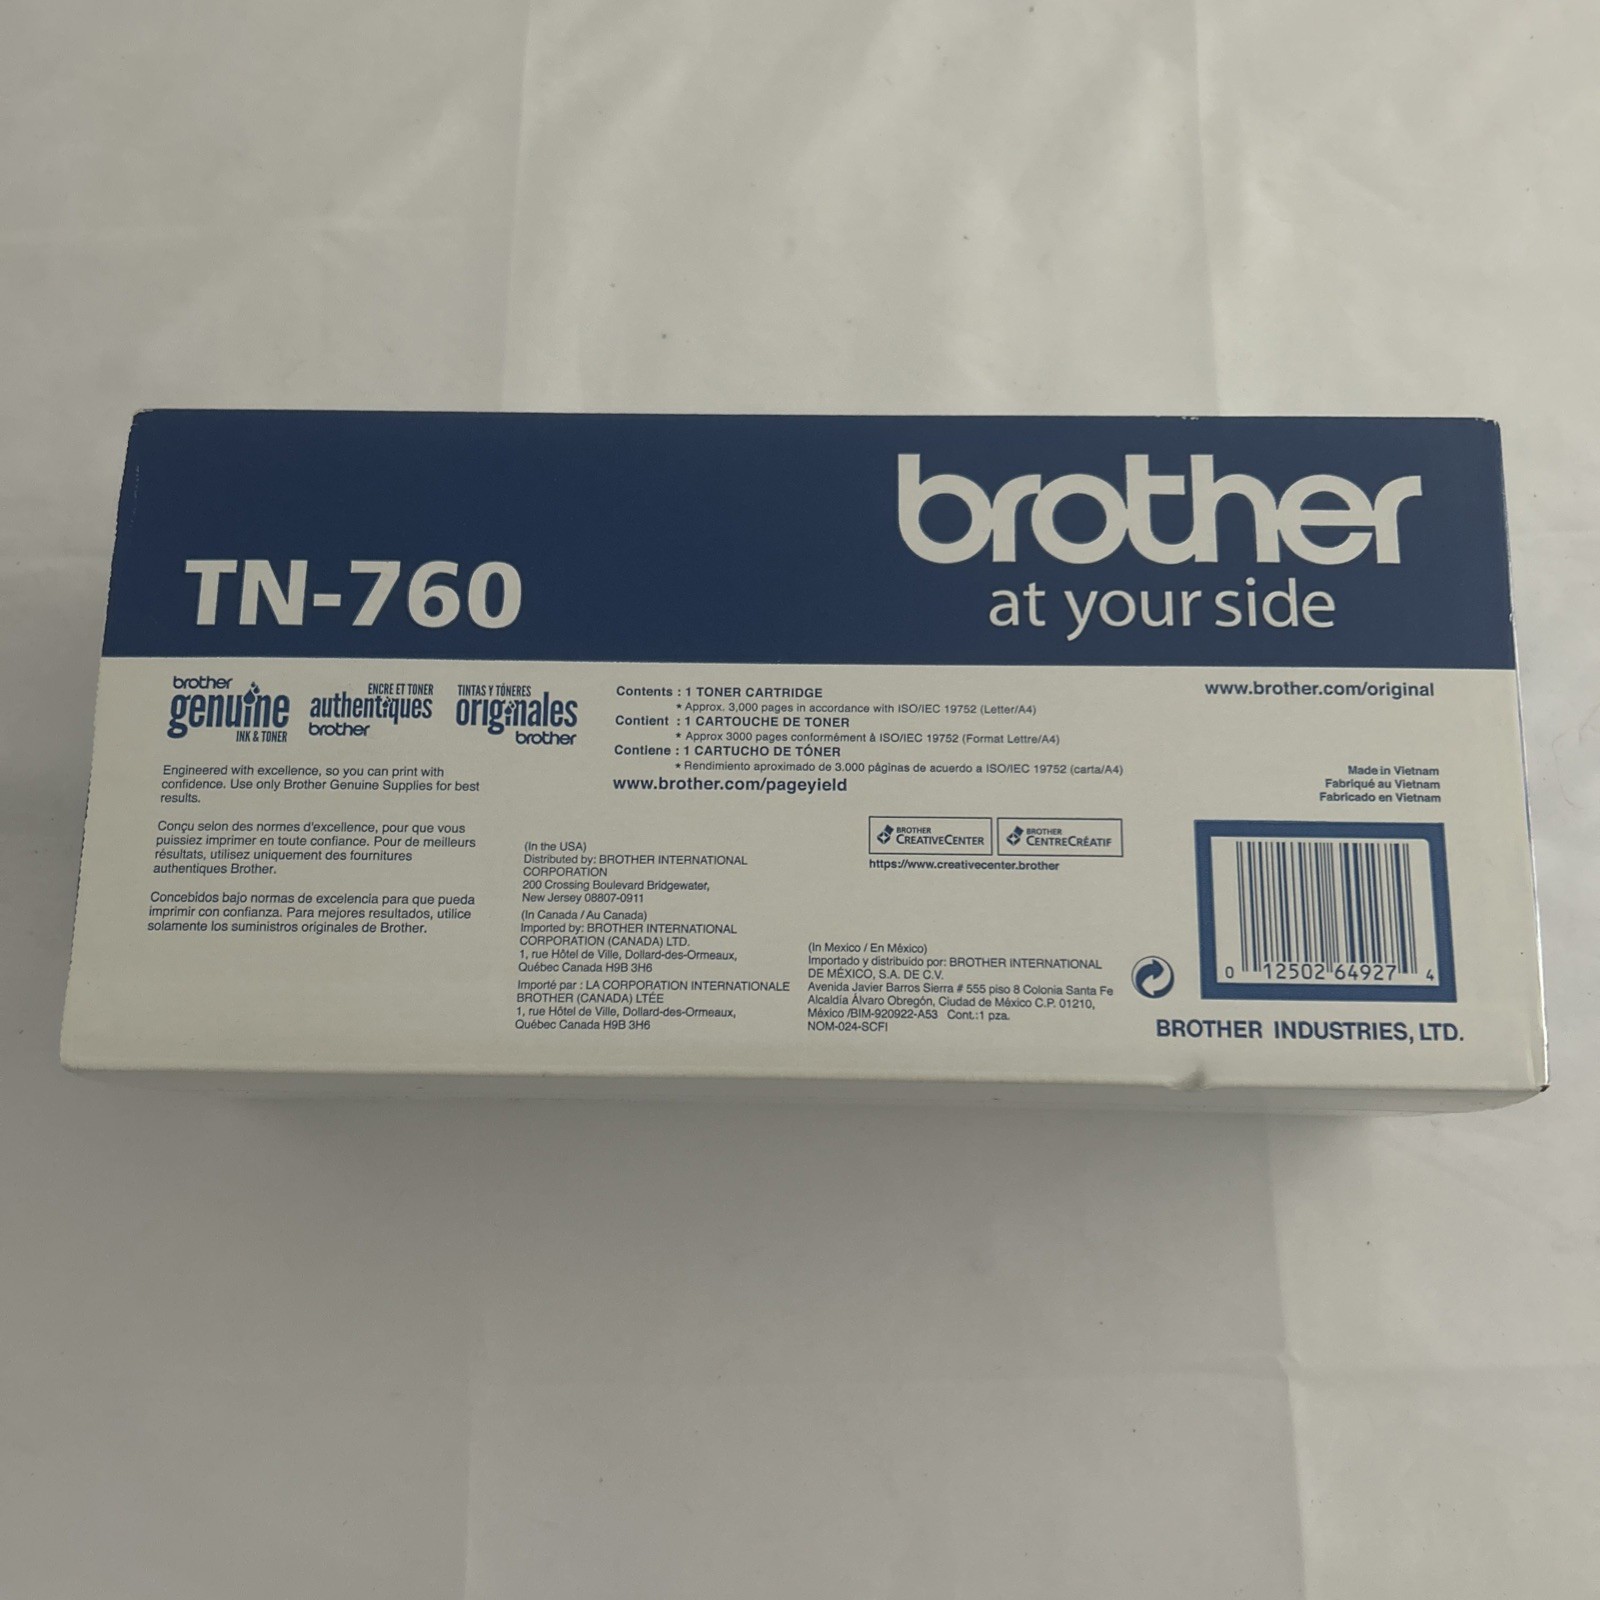 brother
at your side
TN-760
brother
genuine
INK & TONER
ENCRE ET TONER
authentiques
brother
TINTAS Y TÓNERES
originales
brother
Engineered with excellence, so you can print with
confidence. Use only Brother Genuine Supplies for best
results.
Conçu selon des normes d'excellence, pour que vous
puissiez imprimer en toute confiance. Pour de meilleurs
résultats, utilisez uniquement des fournitures
authentiques Brother.
Concebidos bajo normas de excelencia para que pueda
imprimir con confianza. Para mejores resultados, utilice
solamente los suministros originales de Brother.
Contents : 1 TONER CARTRIDGE
* Approx. 3,000 pages in accordance with ISO/IEC 19752 (Letter/A4)
Contient : 1 CARTOUCHE DE TONER
* Approx 3000 pages conformément à ISO/IEC 19752 (Format Lettre/A4)
Contiene : 1 CARTUCHO DE TÓNER
* Rendimiento aproximado de 3.000 páginas de acuerdo a ISO/IEC 19752 (carta/A4)
www.brother.com/pageyield
(In the USA)
Distributed by: BROTHER INTERNATIONAL
CORPORATION
200 Crossing Boulevard Bridgewater,
New Jersey 08807-0911
(In Canada / Au Canada)
Imported by: BROTHER INTERNATIONAL
CORPORATION (CANADA) LTD.
1, rue Hôtel de Ville, Dollard-des-Ormeaux,
Québec Canada H9B 3H6
Importé par : LA CORPORATION INTERNATIONALE
BROTHER (CANADA) LTÉE
1, rue Hôtel de Ville, Dollard-des-Ormeaux,
Québec Canada H9B 3H6
BROTHER
CREATIVECENTER
BROTHER
CENTRECRÉATIF
https://www.creativecenter.brother
(In Mexico / En México)
Importado y distribuido por: BROTHER INTERNATIONAL
DE MÉXICO, S.A. DE C.V.
Avenida Javier Barros Sierra # 555 piso 8 Colonia Santa Fe
Alcaldía Álvaro Obregón, Ciudad de México C.P. 01210,
México /BIM-920922-A53 Cont.:1 pza.
NOM-024-SCFI
www.brother.com/original
Made in Vietnam
Fabriqué au Vietnam
Fabricado en Vietnam
0 12502 64927 4
BROTHER INDUSTRIES, LTD.